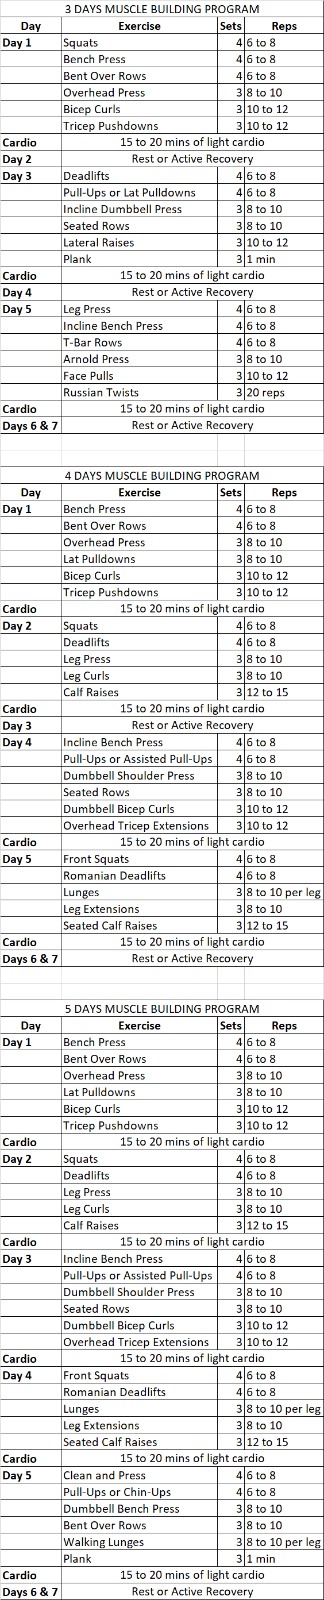 3 DAYS MUSCLE BUILDING PROGRAM
Day Exercise Sets Reps
Day 1 Squats 4 6 to 8
Bench Press 4 6 to 8
Bent Over Rows 4 6 to 8
Overhead Press 3 8 to 10
Bicep Curls 3 10 to 12
Tricep Pushdowns 3 10 to 12
Cardio 15 to 20 mins of light cardio
Day 2 Rest or Active Recovery
Day 3 Deadlifts 4 6 to 8
Pull-Ups or Lat Pulldowns 4 6 to 8
Incline Dumbbell Press 3 8 to 10
Seated Rows 3 8 to 10
Lateral Raises 3 10 to 12
Plank 3 1 min
Cardio 15 to 20 mins of light cardio
Day 4 Rest or Active Recovery
Day 5 Leg Press 4 6 to 8
Incline Bench Press 4 6 to 8
T-Bar Rows 4 6 to 8
Arnold Press 3 8 to 10
Face Pulls 3 10 to 12
Russian Twists 3 20 reps
Cardio 15 to 20 mins of light cardio
Days 6 & 7 Rest or Active Recovery
4 DAYS MUSCLE BUILDING PROGRAM
Day Exercise Sets Reps
Day 1 Bench Press 4 6 to 8
Bent Over Rows 4 6 to 8
Overhead Press 3 8 to 10
Lat Pulldowns 3 8 to 10
Bicep Curls 3 10 to 12
Tricep Pushdowns 3 10 to 12
Cardio 15 to 20 mins of light cardio
Day 2 Squats 4 6 to 8
Deadlifts 4 6 to 8
Leg Press 3 8 to 10
Leg Curls 3 8 to 10
Calf Raises 3 12 to 15
Cardio 15 to 20 mins of light cardio
Day 3 Rest or Active Recovery
Day 4 Incline Bench Press 4 6 to 8
Pull-Ups or Assisted Pull-Ups 4 6 to 8
Dumbbell Shoulder Press 3 8 to 10
Seated Rows 3 8 to 10
Dumbbell Bicep Curls 3 10 to 12
Overhead Tricep Extensions 3 10 to 12
Cardio 15 to 20 mins of light cardio
Day 5 Front Squats 4 6 to 8
Romanian Deadlifts 4 6 to 8
Lunges 3 8 to 10 per leg
Leg Extensions 3 8 to 10
Seated Calf Raises 3 12 to 15
Cardio 15 to 20 mins of light cardio
Days 6 & 7 Rest or Active Recovery
5 DAYS MUSCLE BUILDING PROGRAM
Day Exercise Sets Reps
Day 1 Bench Press 4 6 to 8
Bent Over Rows 4 6 to 8
Overhead Press 3 8 to 10
Lat Pulldowns 3 8 to 10
Bicep Curls 3 10 to 12
Tricep Pushdowns 3 10 to 12
Cardio 15 to 20 mins of light cardio
Day 2 Squats 4 6 to 8
Deadlifts 4 6 to 8
Leg Press 3 8 to 10
Leg Curls 3 8 to 10
Calf Raises 3 12 to 15
Cardio 15 to 20 mins of light cardio
Day 3 Incline Bench Press 4 6 to 8
Pull-Ups or Assisted Pull-Ups 4 6 to 8
Dumbbell Shoulder Press 3 8 to 10
Seated Rows 3 8 to 10
Dumbbell Bicep Curls 3 10 to 12
Overhead Tricep Extensions 3 10 to 12
Cardio 15 to 20 mins of light cardio
Day 4 Front Squats 4 6 to 8
Romanian Deadlifts 4 6 to 8
Lunges 3 8 to 10 per leg
Leg Extensions 3 8 to 10
Seated Calf Raises 3 12 to 15
Cardio 15 to 20 mins of light cardio
Day 5 Clean and Press 4 6 to 8
Pull-Ups or Chin-Ups 4 6 to 8
Dumbbell Bench Press 3 8 to 10
Bent Over Rows 3 8 to 10
Walking Lunges 3 8 to 10 per leg
Plank 3 1 min
Cardio 15 to 20 mins of light cardio
Days 6 & 7 Rest or Active Recovery